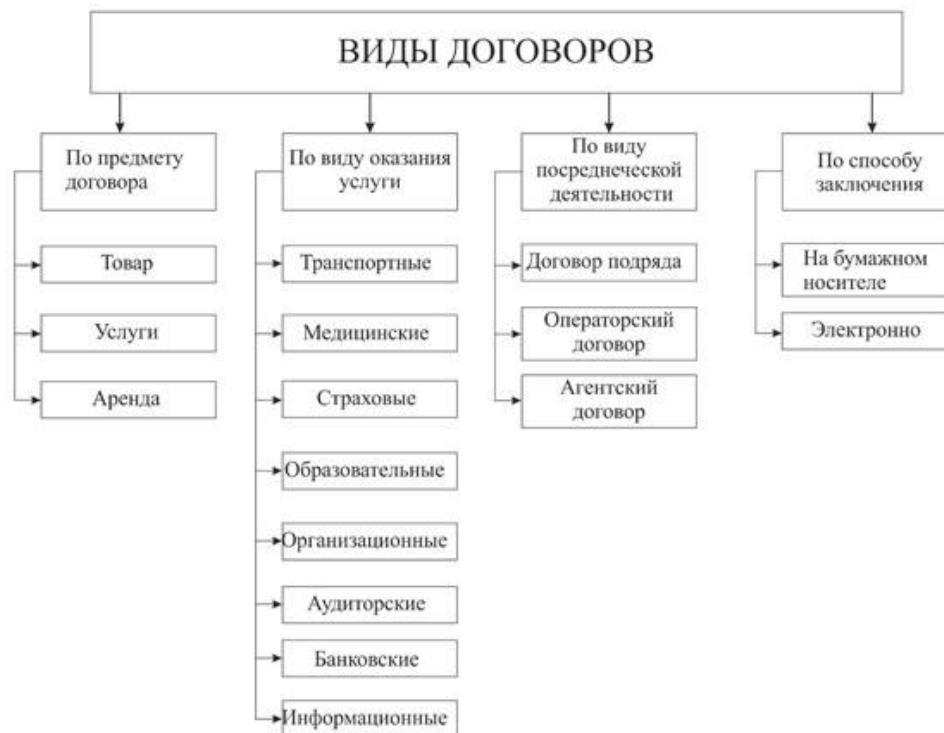 ВИДЫ ДОГОВОРОВ
По предмету
договора
Товар
Услуги
Аренда
По виду оказания
услуги
Транспортные
Медицинские
Страховые
Образовательные
Организационные
Аудиторские
Банковские
Информационные
По виду
посреднеческой
деятельности
Договор подряда
Операторский
договор
Агентский
договор
По способу
заключения
На бумажном
носителе
Электронно